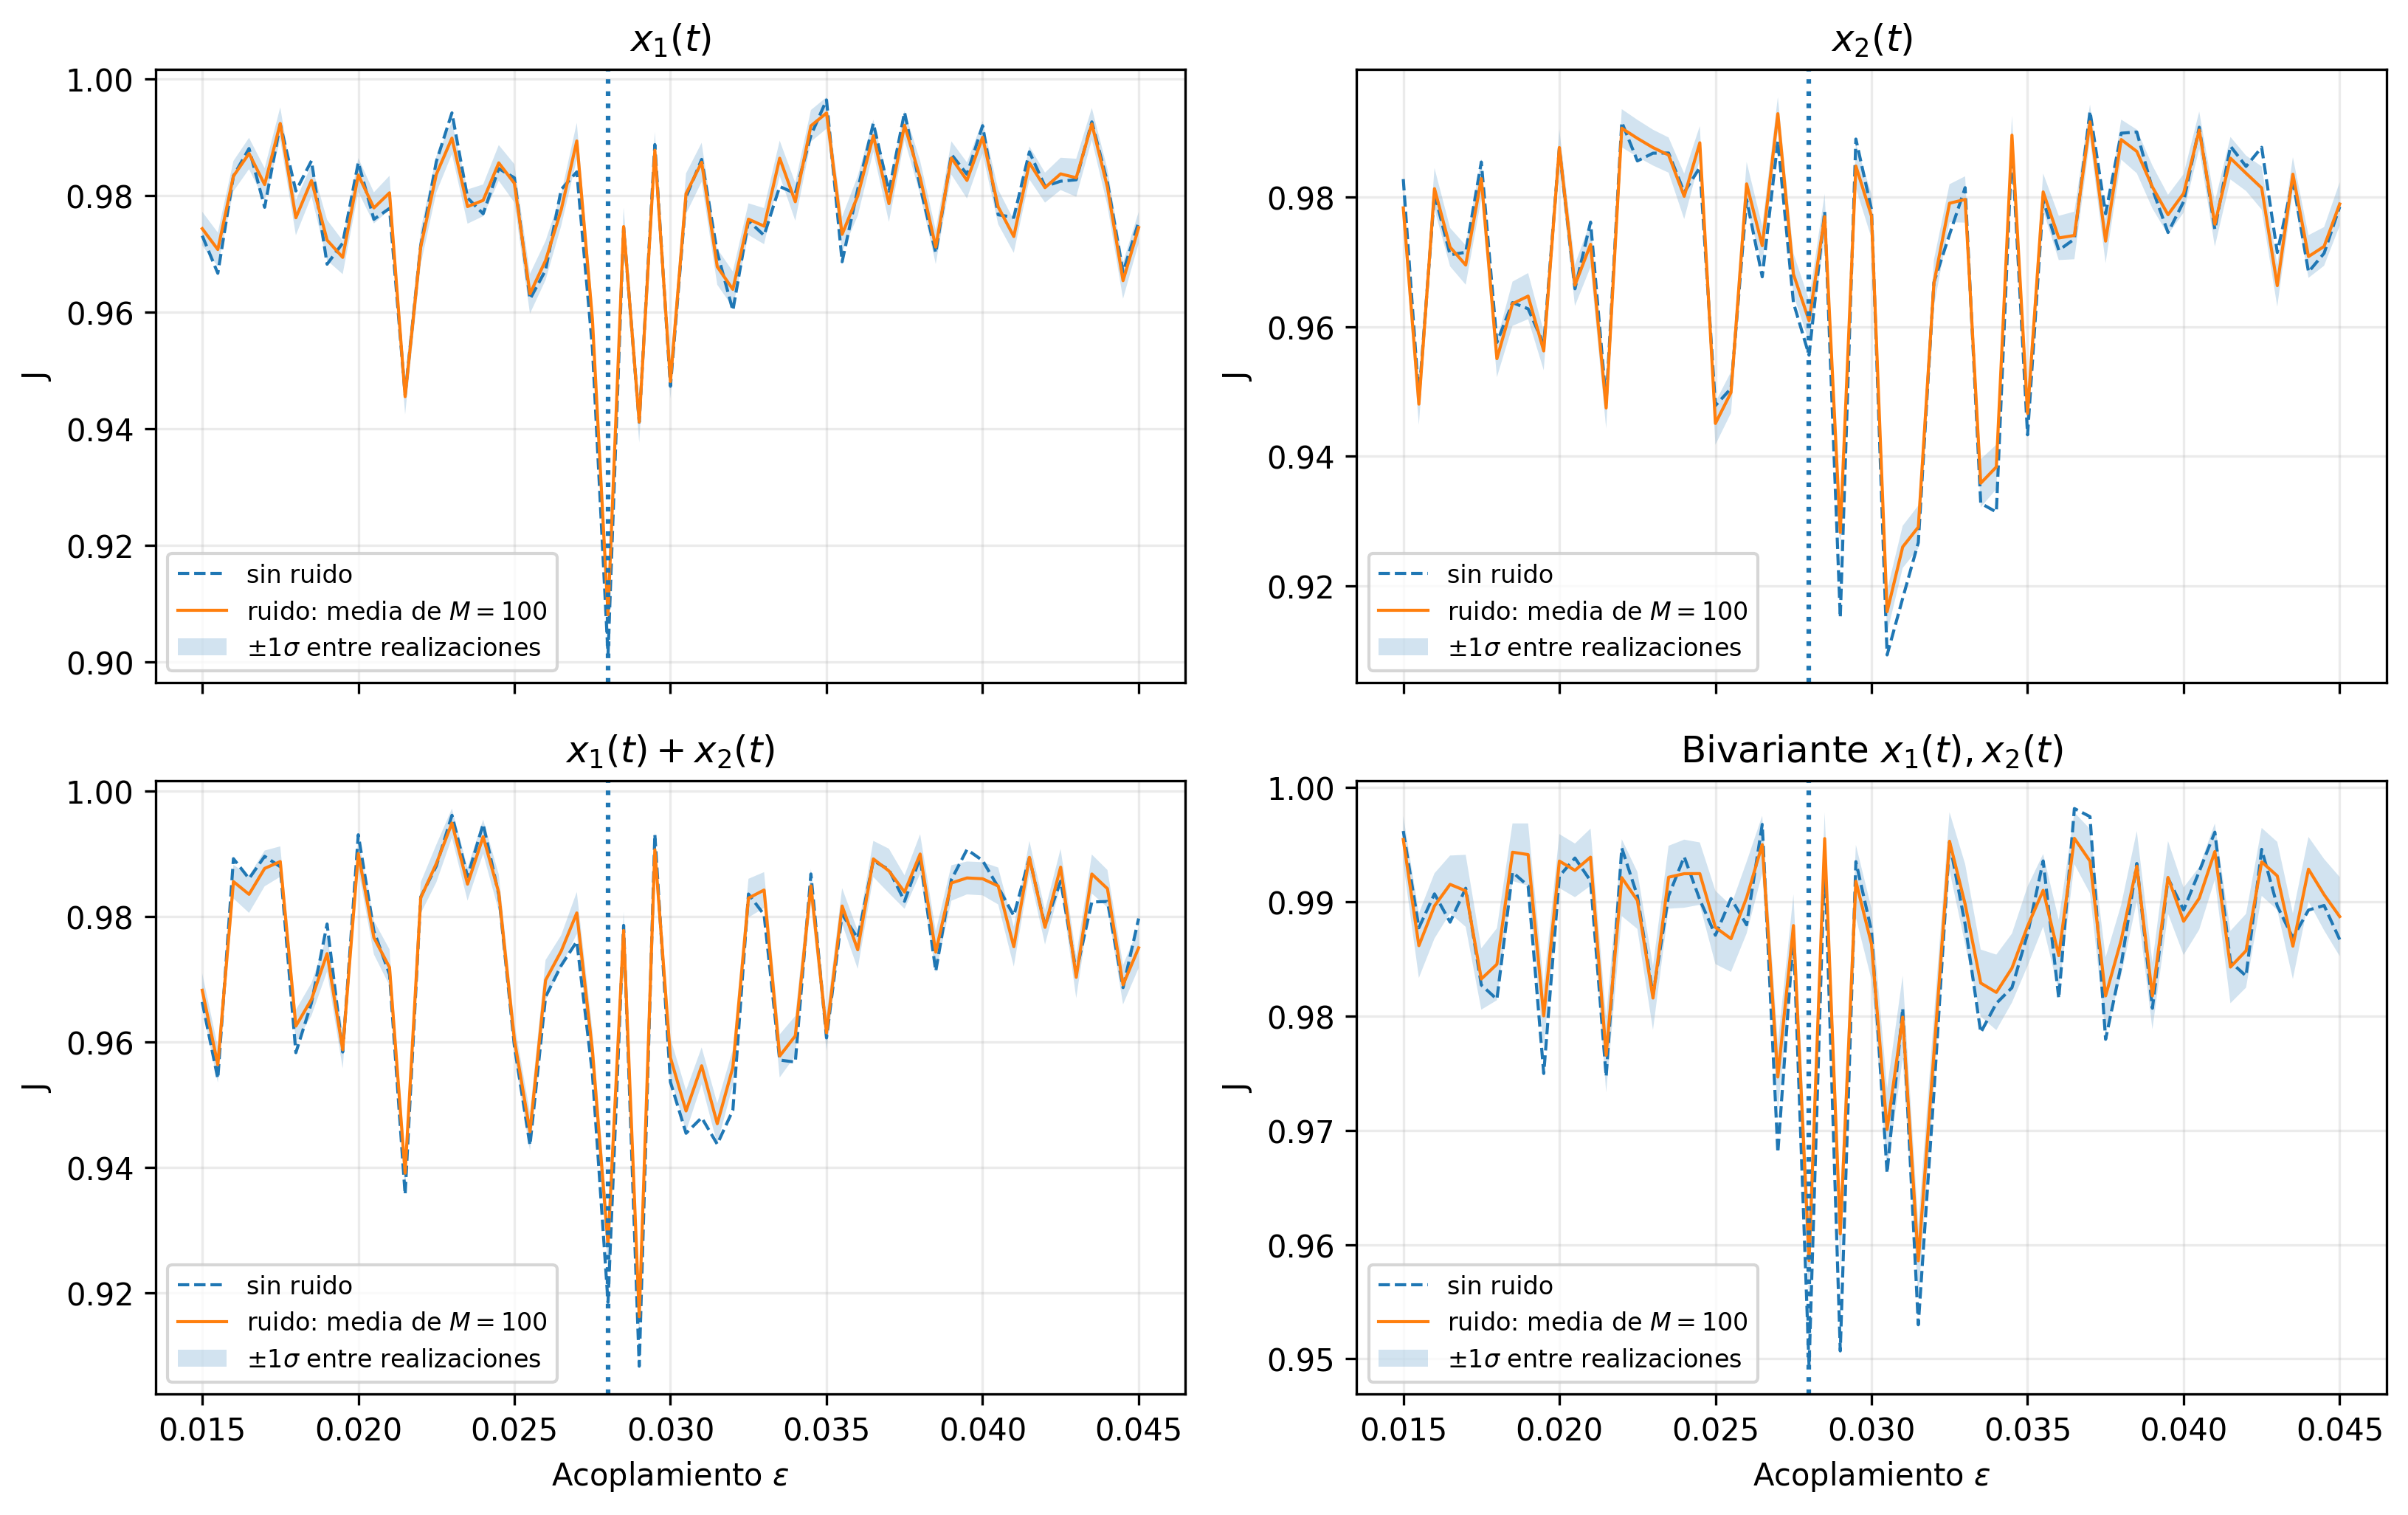 x₁(t)
1.00
0.98
0.96
0.94
0.92
0.90
J
sin ruido
ruido: media de M = 100
±1σ entre realizaciones
x₂(t)
0.98
0.96
0.94
0.92
J
sin ruido
ruido: media de M = 100
±1σ entre realizaciones
x₁(t) + x₂(t)
1.00
0.98
0.96
0.94
0.92
J
sin ruido
ruido: media de M = 100
±1σ entre realizaciones
0.015 0.020 0.025 0.030 0.035 0.040 0.045
Acoplamiento ε
Bivariante x₁(t), x₂(t)
1.00
0.99
0.98
0.97
0.96
0.95
J
sin ruido
ruido: media de M = 100
±1σ entre realizaciones
0.015 0.020 0.025 0.030 0.035 0.040 0.045
Acoplamiento ε